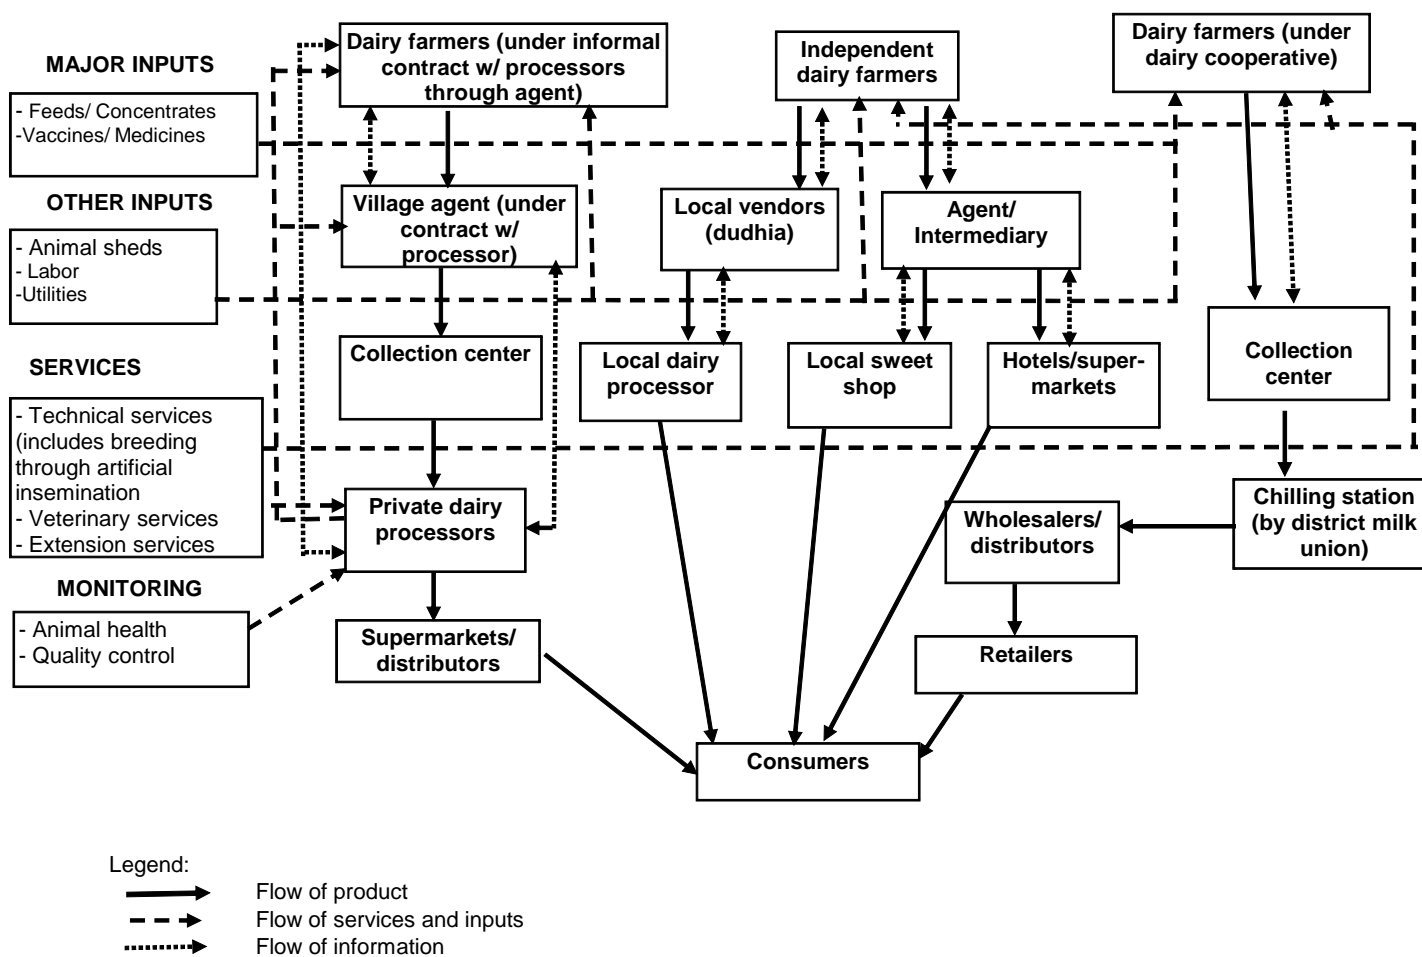 MAJOR INPUTS
- Feeds/ Concentrates
-Vaccines/ Medicines
OTHER INPUTS
- Animal sheds
- Labor
-Utilities
SERVICES
- Technical services
(includes breeding
through artificial
insemination
- Veterinary services
- Extension services
MONITORING
- Animal health
- Quality control
Dairy farmers (under informal
contract w/ processors
through agent)
Village agent (under
contract w/
processor)
Collection center
Private dairy
processors
Supermarkets/
distributors
Independent
dairy farmers
Local vendors
(dudhia)
Agent/
Intermediary
Local dairy
processor
Local sweet
shop
Hotels/super-
markets
Dairy farmers (under
dairy cooperative)
Collection
center
Chilling station
(by district milk
union)
Wholesalers/
distributors
Retailers
Consumers
Legend:
Flow of product
Flow of services and inputs
Flow of information